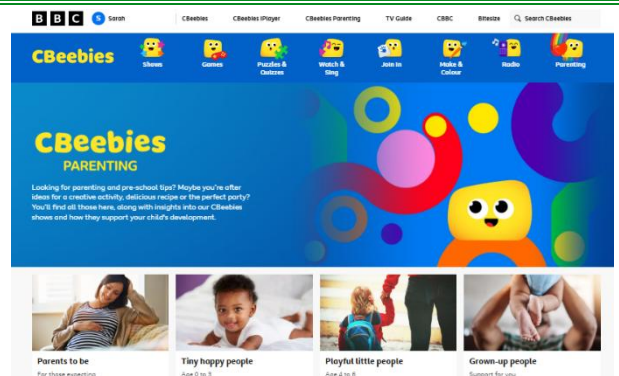 BBC S Sarah CBeebies CBeebies iPlayer CBeebies Parenting TV Guide CBBC Bitesize Search CBeebies
CBeebies Shows Games Puzzles & Quizzes Watch & Sing Join In Make & Colour Radio Parenting
CBeebies
PARENTING
Looking for parenting and pre-school tips? Maybe you're after
ideas for a creative activity, delicious recipe or the perfect party?
You'll find all those here, along with insights into our CBeebies
shows and how they support your child's development.
Parents to be Tiny happy people Playful little people Grown-up people
For those expecting Age 0 to 3 Age 4 to 6 Support for you